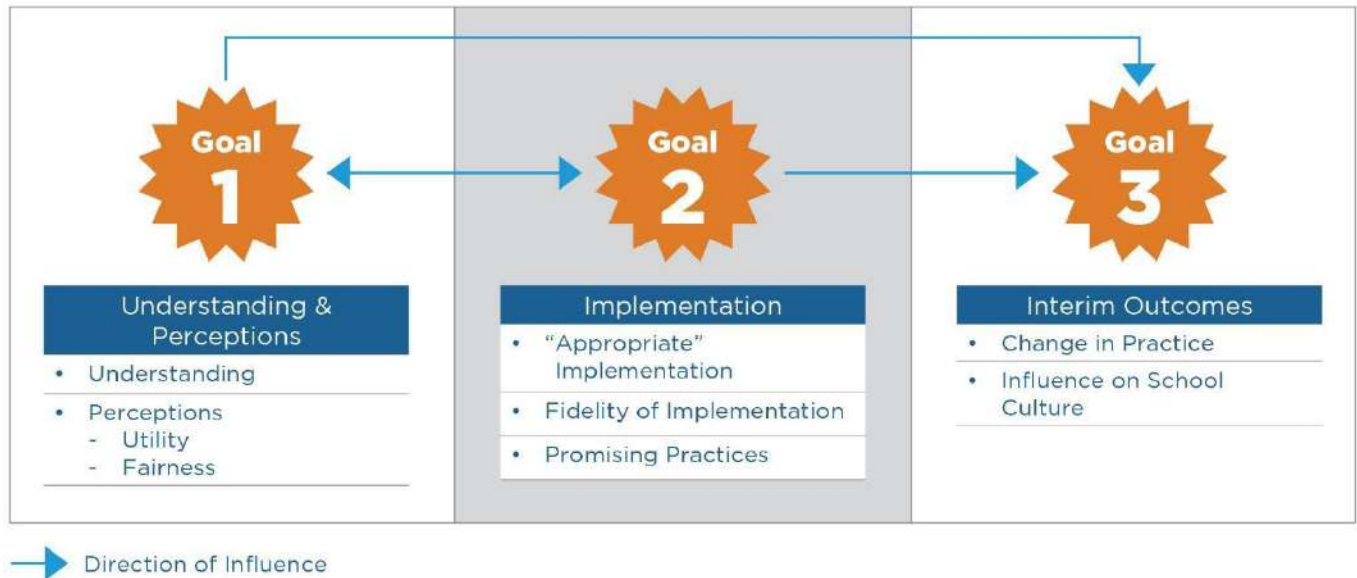 Goal
1
Goal
2
Goal
3
Understanding &
Perceptions
• Understanding
• Perceptions
- Utility
- Fairness
Implementation
• “Appropriate”
Implementation
• Fidelity of Implementation
• Promising Practices
Interim Outcomes
• Change in Practice
• Influence on School
Culture
Direction of Influence